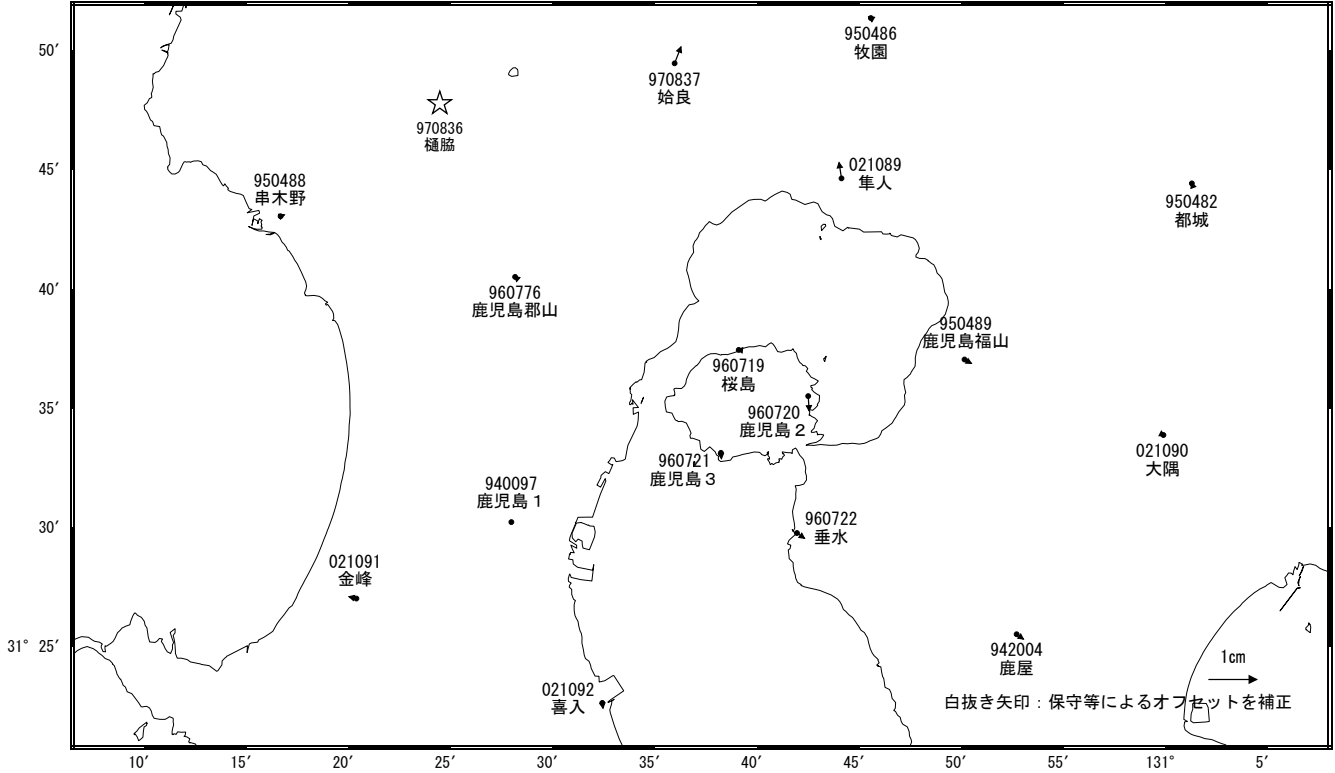 50′
45′
40′
35′
30′
31° 25′
950486
牧園
970837
姶良
970836
樋脇
021089
隼人
950488
串木野
950482
都城
960776
鹿児島郡山
950489
鹿児島福山
960719
桜島
960720
鹿児島２
960721
鹿児島３
021090
大隅
940097
鹿児島１
960722
垂水
021091
金峰
942004
鹿屋
1cm
021092
喜入
白抜き矢印：保守等によるオフセットを補正
10′ 15′ 20′ 25′ 30′ 35′ 40′ 45′ 50′ 55′ 131° 5′